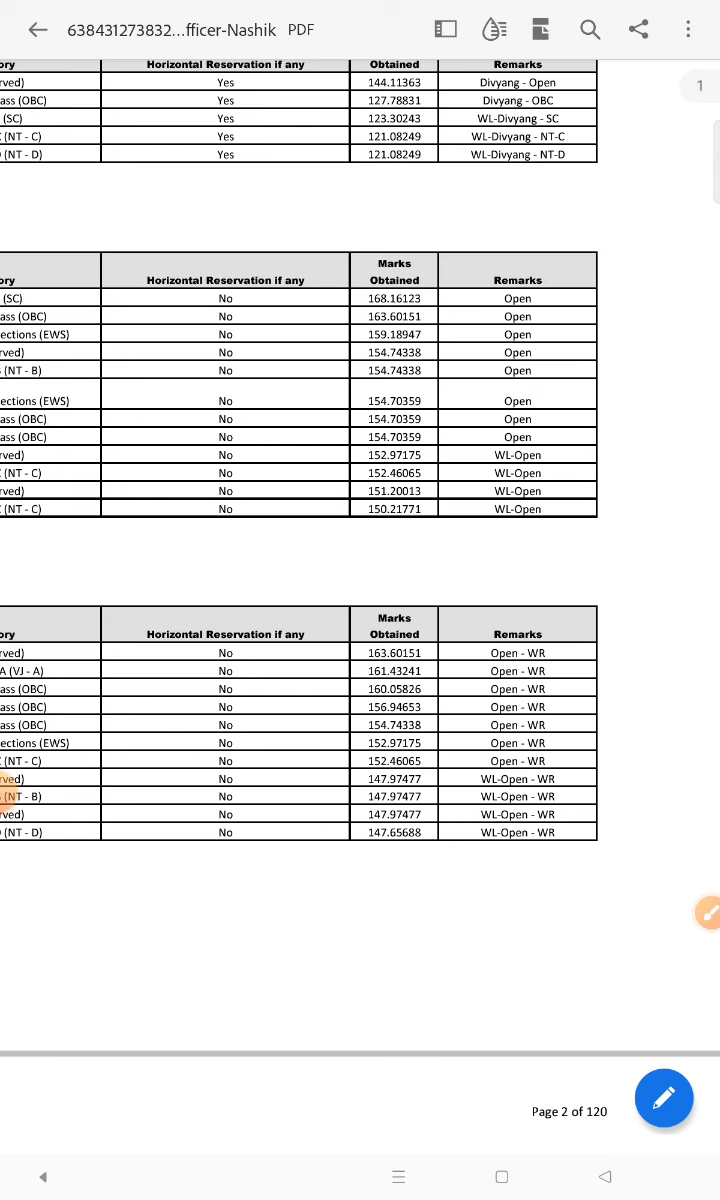 638431273832...fficer-Nashik PDF
1
ory Horizontal Reservation if any Obtained Remarks
rved) Yes 144.11363 Divyang - Open
ass (OBC) Yes 127.78831 Divyang - OBC
(SC) Yes 123.30243 WL-Divyang - SC
(NT - C) Yes 121.08249 WL-Divyang - NT-C
(NT - D) Yes 121.08249 WL-Divyang - NT-D
Marks
ory Horizontal Reservation if any Obtained Remarks
(SC) No 168.16123 Open
ass (OBC) No 163.60151 Open
ections (EWS) No 159.18947 Open
rved) No 154.74338 Open
(NT - B) No 154.74338 Open
ections (EWS) No 154.70359 Open
ass (OBC) No 154.70359 Open
ass (OBC) No 154.70359 Open
rved) No 152.97175 WL-Open
(NT - C) No 152.46065 WL-Open
rved) No 151.20013 WL-Open
(NT - C) No 150.21771 WL-Open
Marks
ory Horizontal Reservation if any Obtained Remarks
rved) No 163.60151 Open - WR
A (VJ - A) No 161.43241 Open - WR
ass (OBC) No 160.05826 Open - WR
ass (OBC) No 156.94653 Open - WR
ass (OBC) No 154.74338 Open - WR
ections (EWS) No 152.97175 Open - WR
(NT - C) No 152.46065 Open - WR
rved) No 147.97477 WL-Open - WR
(NT - B) No 147.97477 WL-Open - WR
rved) No 147.97477 WL-Open - WR
(NT - D) No 147.65688 WL-Open - WR
Page 2 of 120